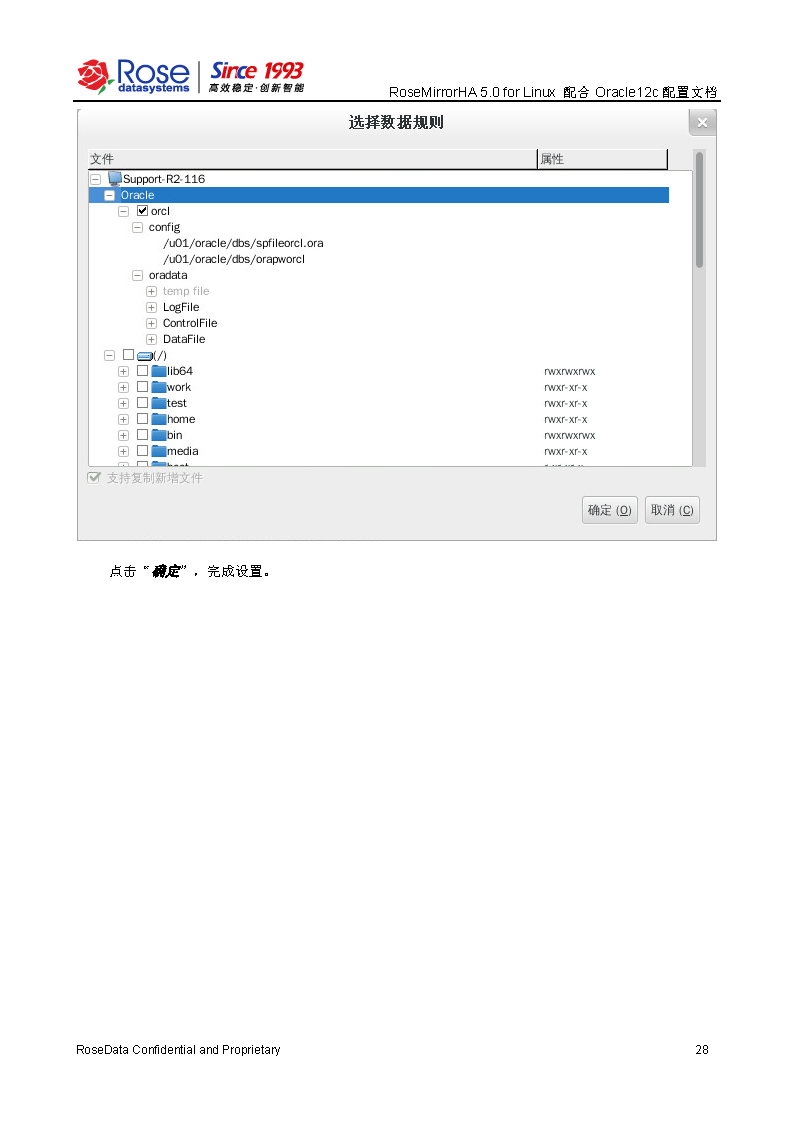 Rose
datasystems
Since 1993
高效稳定·创新智能
RoseMirrorHA 5.0 for Linux 配合 Oracle12c 配置文档
选择数据规则
文件 属性
Support-R2-116
Oracle
orcl
config
/u01/oracle/dbs/spfileorcl.ora
/u01/oracle/dbs/orapworcl
oradata
temp file
LogFile
ControlFile
DataFile
(/)
lib64 rwxrwxrwx
work rwxr-xr-x
test rwxr-xr-x
home rwxr-xr-x
bin rwxrwxrwx
media rwxr-xr-x
支持复制新增文件
确定 (O) 取消 (C)
点击“确定”，完成设置。
RoseData Confidential and Proprietary 28